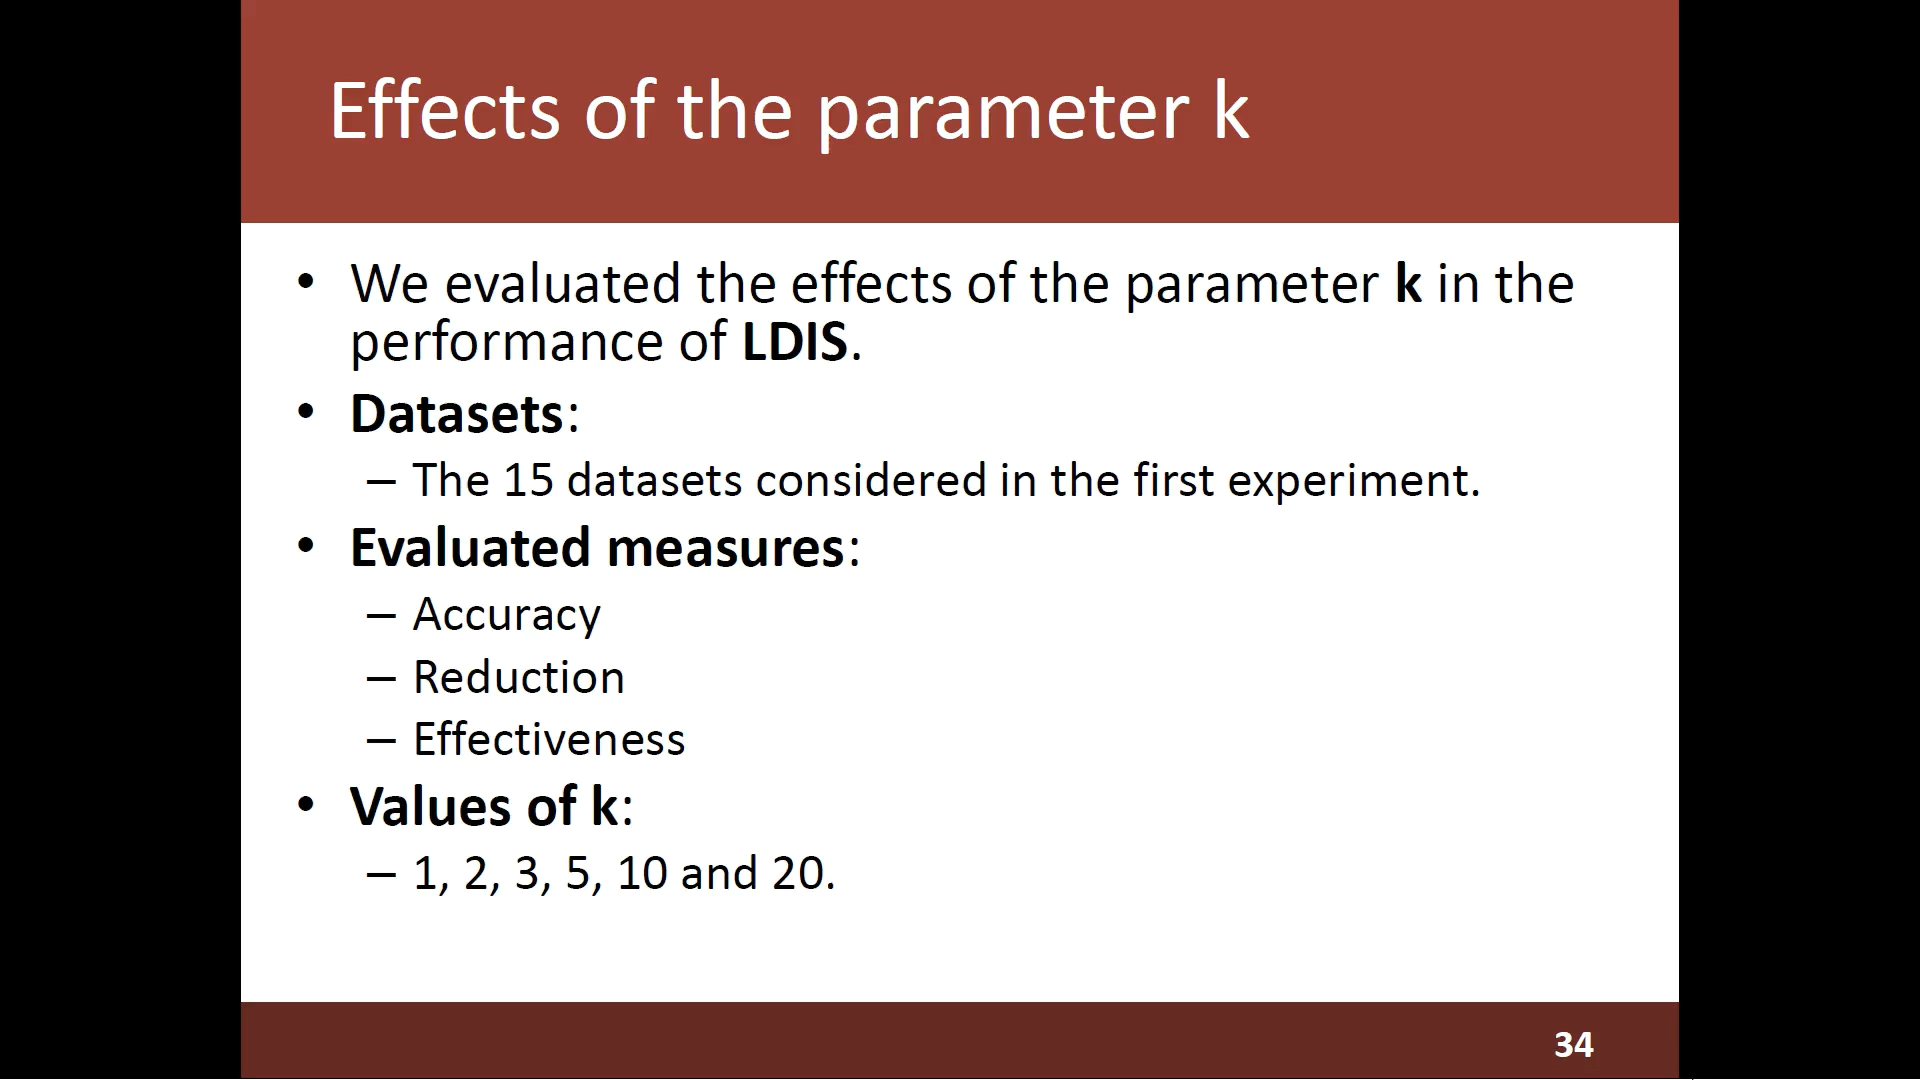 Effects of the parameter k
• We evaluated the effects of the parameter k in the
performance of LDIS.
• Datasets:
– The 15 datasets considered in the first experiment.
• Evaluated measures:
– Accuracy
– Reduction
– Effectiveness
• Values of k:
– 1, 2, 3, 5, 10 and 20.
34